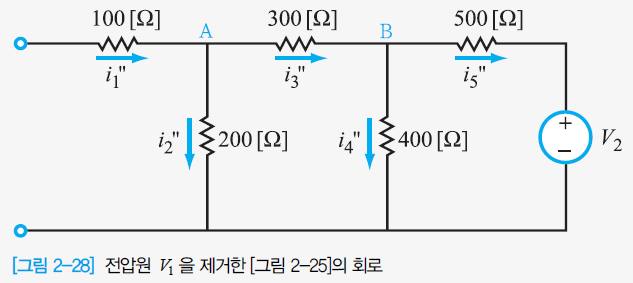 100[Ω] A 300[Ω] B 500[Ω]
i₁" i₃" i₅"
i₂" 200[Ω] i₄" 400[Ω] + − V₂
[그림 2-28] 전압원 V₁ 을 제거한 [그림 2-25]의 회로